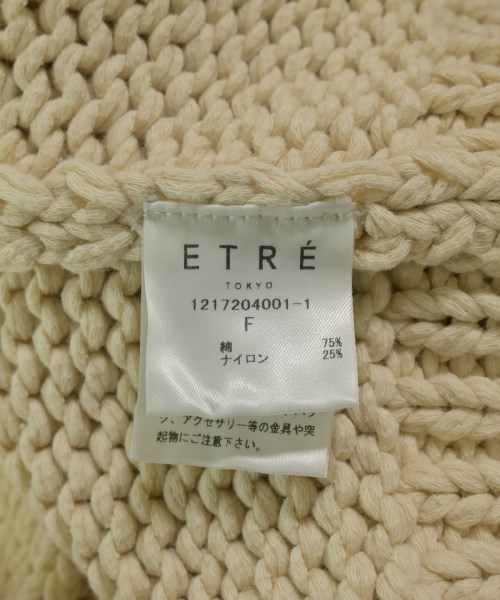 ETRÉ
TOKYO
1217204001-1
F
綿 75%
ナイロン 25%
アクセサリー等の金具や突
起物にご注意下さい。